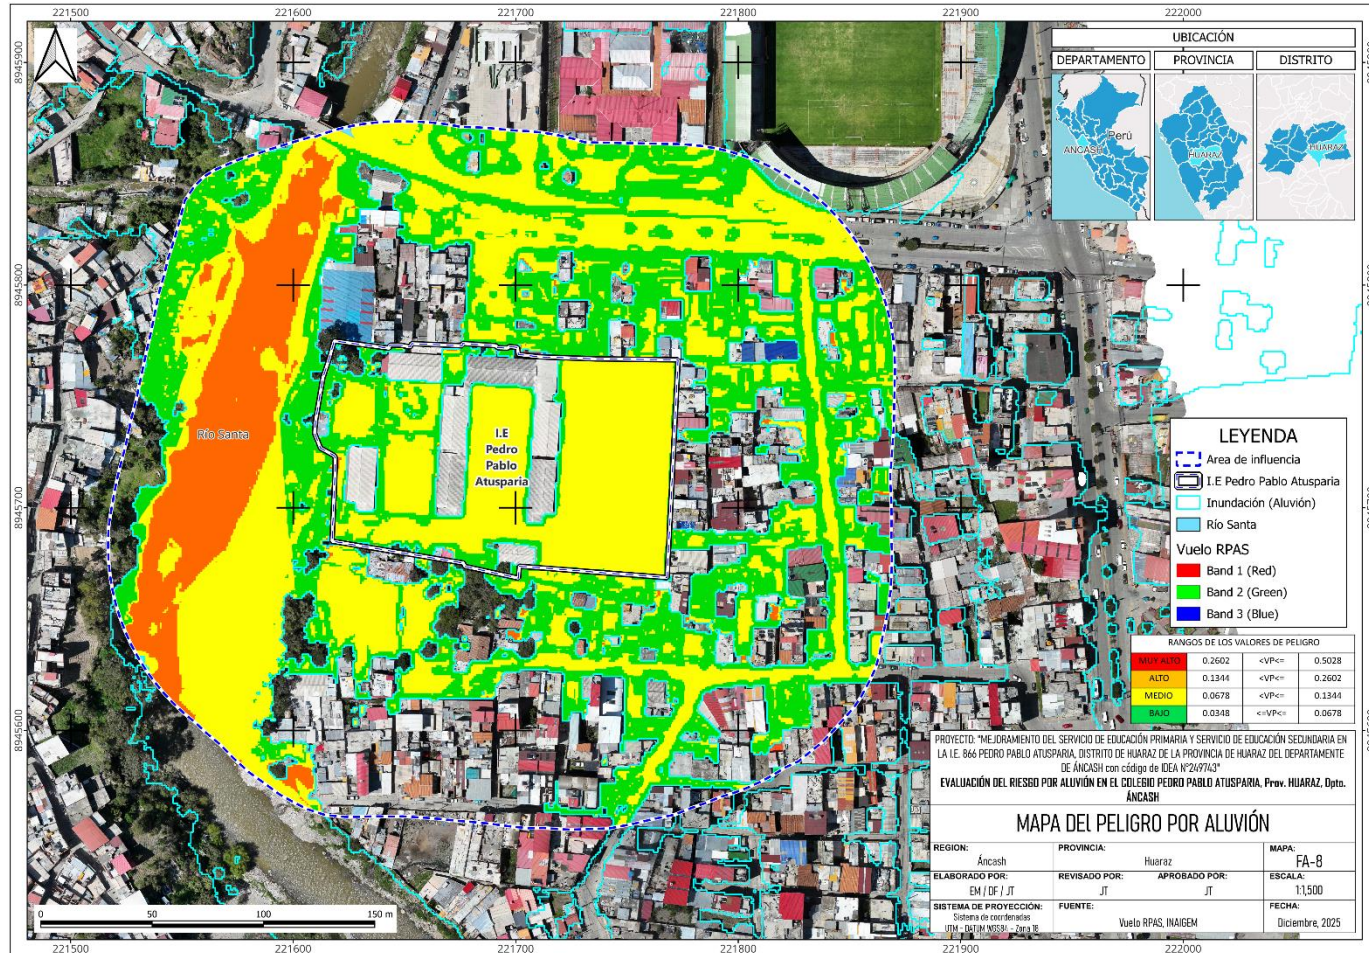 221500
221600
221700
221800
221900
222000
8945900
8945800
8945700
8945600
UBICACIÓN
DEPARTAMENTO
PROVINCIA
DISTRITO
Perú
ÁNCASH
HUARAZ
HUARAZ
Río Santa
I.E
Pedro
Pablo
Atusparia
LEYENDA
Area de influencia
I.E Pedro Pablo Atusparia
Inundación (Aluvión)
Río Santa
Vuelo RPAS
Band 1 (Red)
Band 2 (Green)
Band 3 (Blue)
RANGOS DE LOS VALORES DE PELIGRO
MUY ALTO 0.2602 <VP<= 0.5028
ALTO 0.1344 <VP<= 0.2602
MEDIO 0.0678 <VP<= 0.1344
BAJO 0.0348 <=VP<= 0.0678
PROYECTO: "MEJORAMIENTO DEL SERVICIO DE EDUCACIÓN PRIMARIA Y SERVICIO DE EDUCACIÓN SECUNDARIA EN
LA I.E. 866 PEDRO PABLO ATUSPARIA, DISTRITO DE HUARAZ DE LA PROVINCIA DE HUARAZ DEL DEPARTAMENTE
DE ÁNCASH con código de IDEA N°249743"
EVALUACIÓN DEL RIESGO POR ALUVIÓN EN EL COLEGIO PEDRO PABLO ATUSPARIA, Prov. HUARAZ, Dpto.
ÁNCASH
MAPA DEL PELIGRO POR ALUVIÓN
REGION: PROVINCIA: MAPA:
Áncash Huaraz FA-8
ELABORADO POR: REVISADO POR: APROBADO POR: ESCALA:
EM / DF / JT JT JT 1:1,500
SISTEMA DE PROYECCIÓN: FUENTE: FECHA:
Sistema de coordenadas
UTM - DATUM WGS84 - Zona 18
Vuelo RPAS, INAIGEM
Diciembre, 2025
0 50 100 150 m
221500
221600
221700
221800
221900
222000